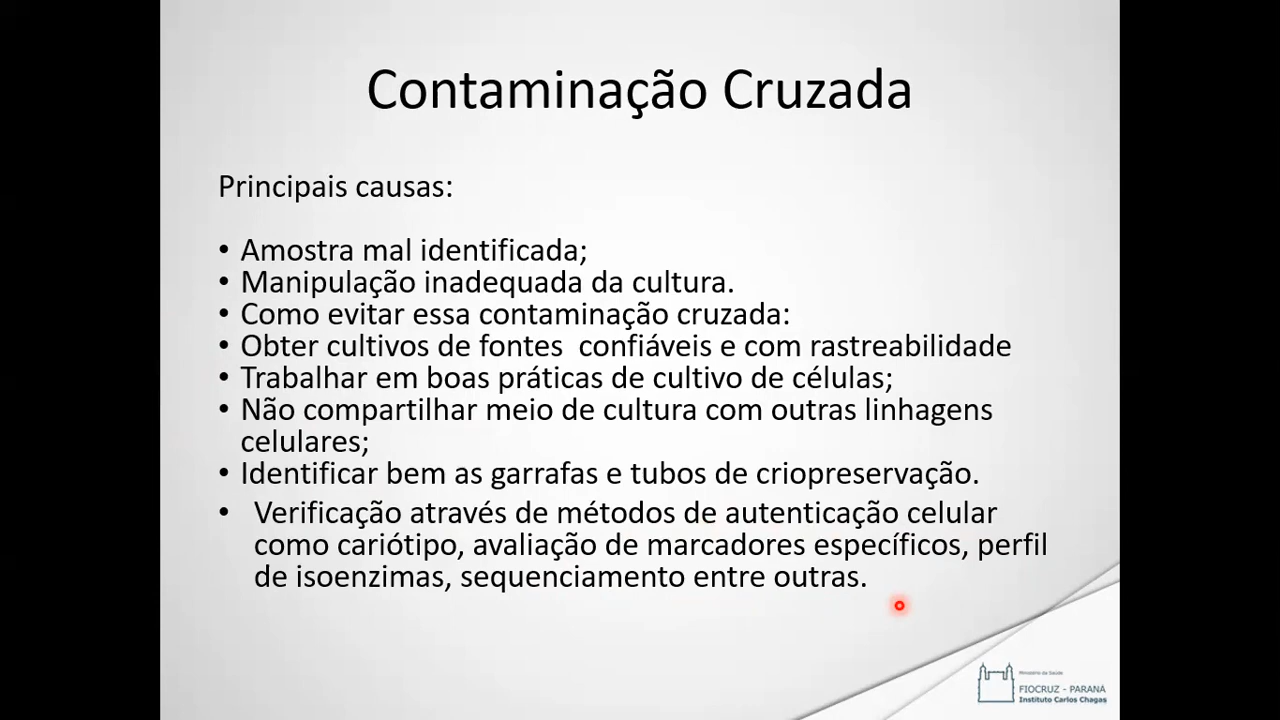 Contaminação Cruzada
Principais causas:
• Amostra mal identificada;
• Manipulação inadequada da cultura.
• Como evitar essa contaminação cruzada:
• Obter cultivos de fontes confiáveis e com rastreabilidade
• Trabalhar em boas práticas de cultivo de células;
• Não compartilhar meio de cultura com outras linhagens
celulares;
• Identificar bem as garrafas e tubos de criopreservação.
• Verificação através de métodos de autenticação celular
como cariótipo, avaliação de marcadores específicos, perfil
de isoenzimas, sequenciamento entre outras.
Ministério da Saúde
FIOCRUZ - PARANÁ
Instituto Carlos Chagas